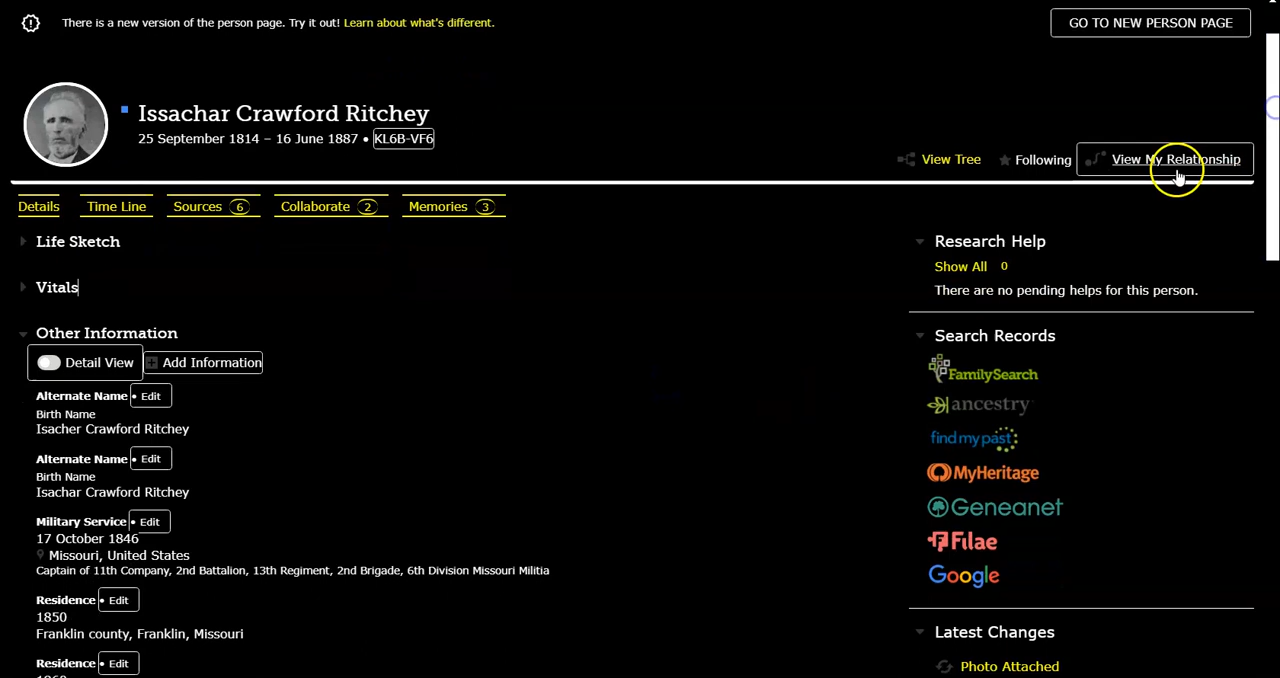 There is a new version of the person page. Try it out! Learn about what's different.
GO TO NEW PERSON PAGE
Issachar Crawford Ritchey
25 September 1814 – 16 June 1887 • KL6B-VF6
View Tree
Following
View My Relationship
Details
Time Line
Sources 6
Collaborate 2
Memories 3
Life Sketch
Vitals
Other Information
Detail View
Add Information
Alternate Name • Edit
Birth Name
Isacher Crawford Ritchey
Alternate Name • Edit
Birth Name
Isachar Crawford Ritchey
Military Service • Edit
17 October 1846
Missouri, United States
Captain of 11th Company, 2nd Battalion, 13th Regiment, 2nd Brigade, 6th Division Missouri Militia
Residence • Edit
1850
Franklin county, Franklin, Missouri
Residence • Edit
Research Help
Show All 0
There are no pending helps for this person.
Search Records
FamilySearch
ancestry
findmypast
MyHeritage
Geneanet
Filae
Google
Latest Changes
Photo Attached